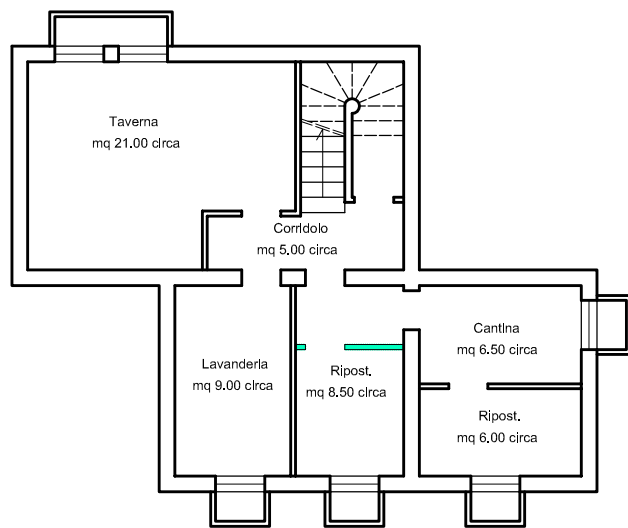 Taverna
mq 21.00 circa
Corridoio
mq 5.00 circa
Lavanderia
mq 9.00 circa
Ripost.
mq 8.50 circa
Cantina
mq 6.50 circa
Ripost.
mq 6.00 circa